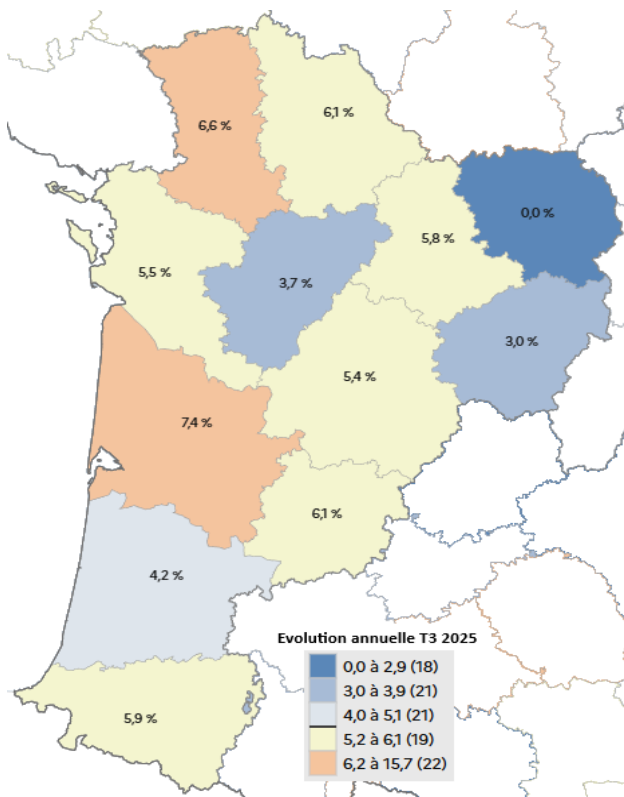 6,6 %
6,1 %
0,0 %
5,8 %
5,5 %
3,7 %
3,0 %
5,4 %
7,4 %
6,1 %
4,2 %
5,9 %
Evolution annuelle T3 2025
0,0 à 2,9 (18)
3,0 à 3,9 (21)
4,0 à 5,1 (21)
5,2 à 6,1 (19)
6,2 à 15,7 (22)